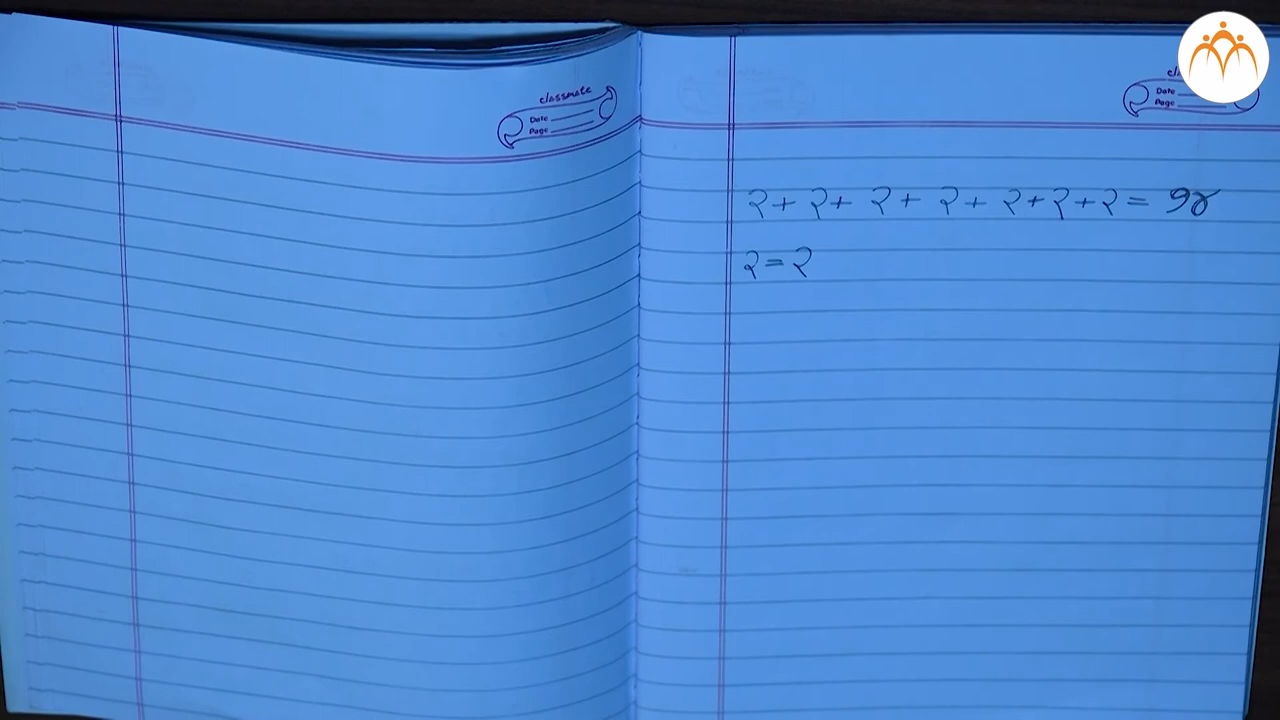 classmate
Date
Page
Date
Page
२ + २ + २ + २ + २ + २ + २ = १४
२ = २